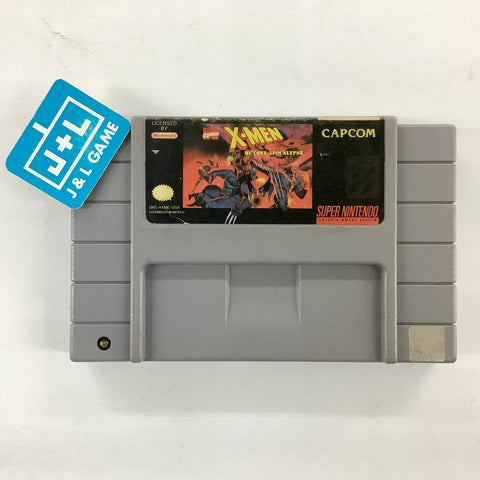 J+L
J & L GAME
LICENSED
BY
Nintendo
X-MEN
MUTANT APOCALYPSE
CAPCOM
SUPER NINTENDO
ENTERTAINMENT SYSTEM